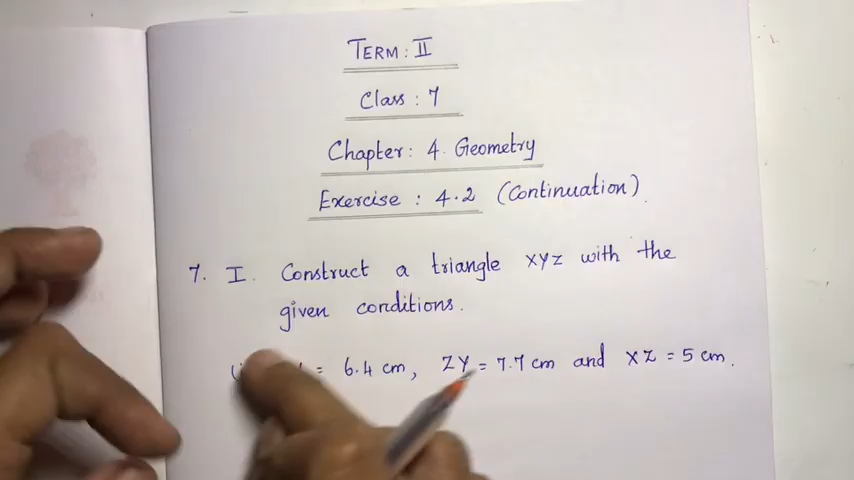 TERM: II
Class : 7
Chapter: 4. Geometry
Exercise : 4.2 (Continuation).
7. I. Construct a triangle XYZ with the
given conditions.
= 6.4 cm, ZY = 7.7 cm and XZ = 5 cm.